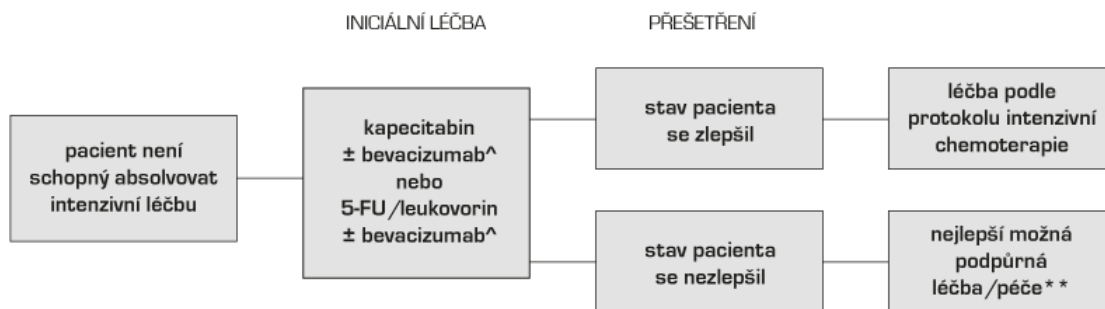 INICIÁLNÍ LÉČBA
PŘEŠETŘENÍ
pacient není
schopný absolvovat
intenzivní léčbu
kapecitabin
± bevacizumab^
nebo
5-FU/leukovorin
± bevacizumab^
stav pacienta
se zlepšil
léčba podle
protokolu intenzivní
chemoterapie
stav pacienta
se nezlepšil
nejlepší možná
podpůrná
léčba/péče**